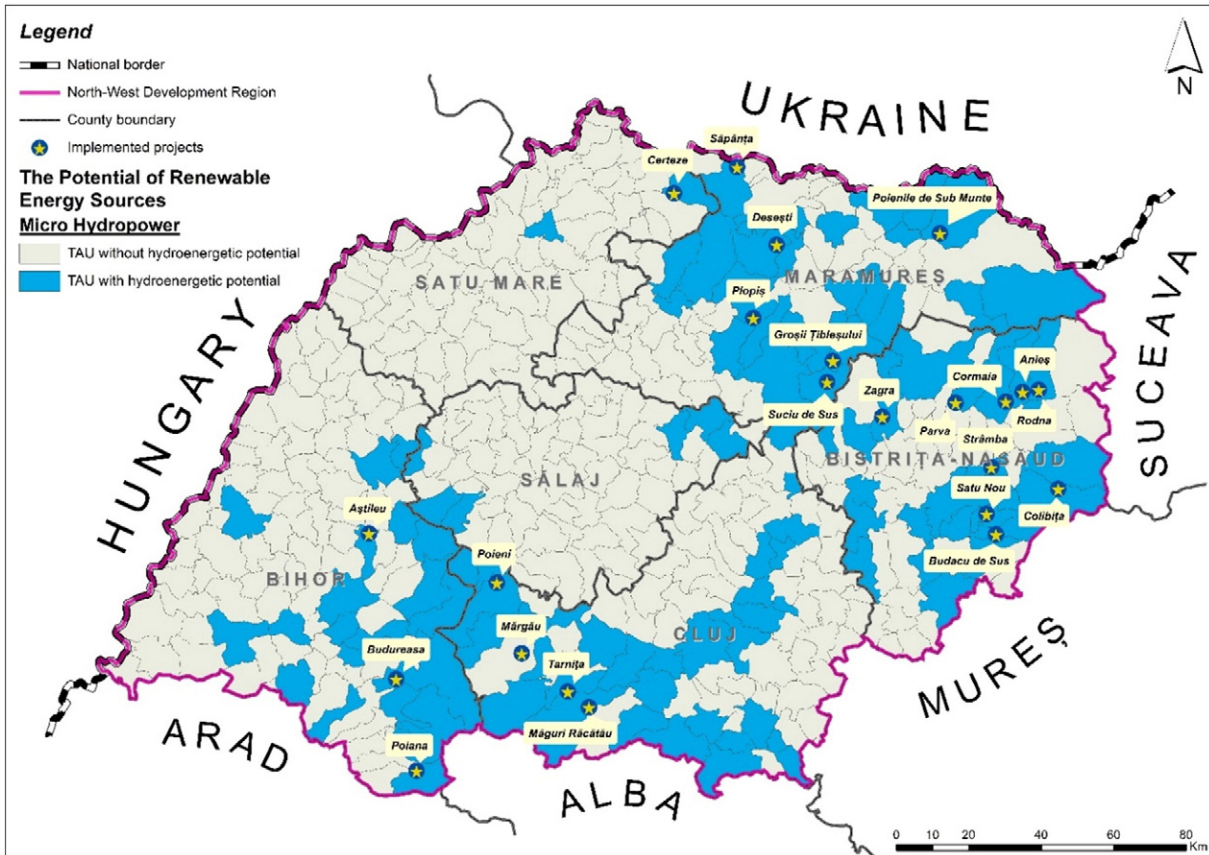 Legend
National border
North-West Development Region
County boundary
Implemented projects
The Potential of Renewable
Energy Sources
Micro Hydropower
TAU without hydroenergetic potential
TAU with hydroenergetic potential
N
UKRAINE
HUNGARY
SUCEAVA
MUREȘ
ALBA
ARAD
SATU MARE
MARAMUREȘ
SĂLAJ
BISTRIȚA-NĂSĂUD
BIHOR
CLUJ
Săpânța
Certeze
Poienile de Sub Munte
Desești
Plopiș
Groșii Țibleșului
Suciu de Sus
Zagra
Cormaia
Anieș
Parva
Rodna
Strâmba
Satu Nou
Colibița
Budacu de Sus
Aștileu
Poieni
Mărgău
Tarnița
Budureasa
Măguri Răcătău
Poiana
0 10 20 40 60 80
Km